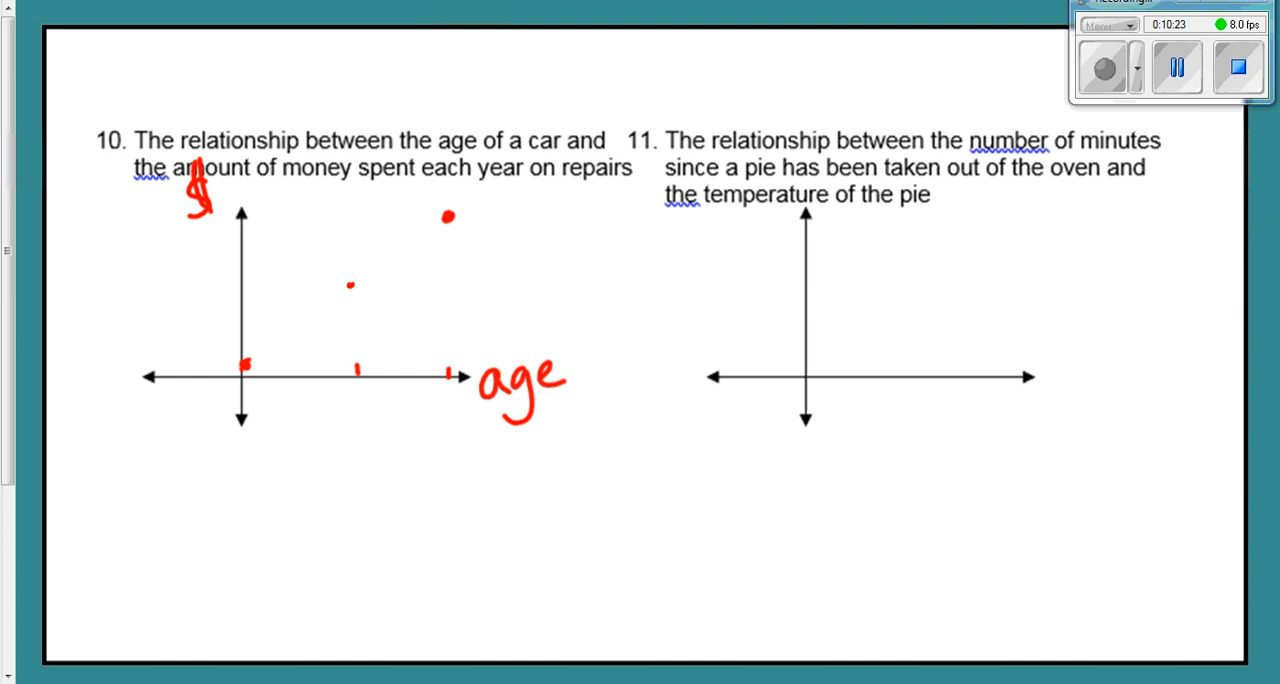 Menu
0:10:23
8.0 fps
10. The relationship between the age of a car and
the amount of money spent each year on repairs
11. The relationship between the number of minutes
since a pie has been taken out of the oven and
the temperature of the pie
$
age